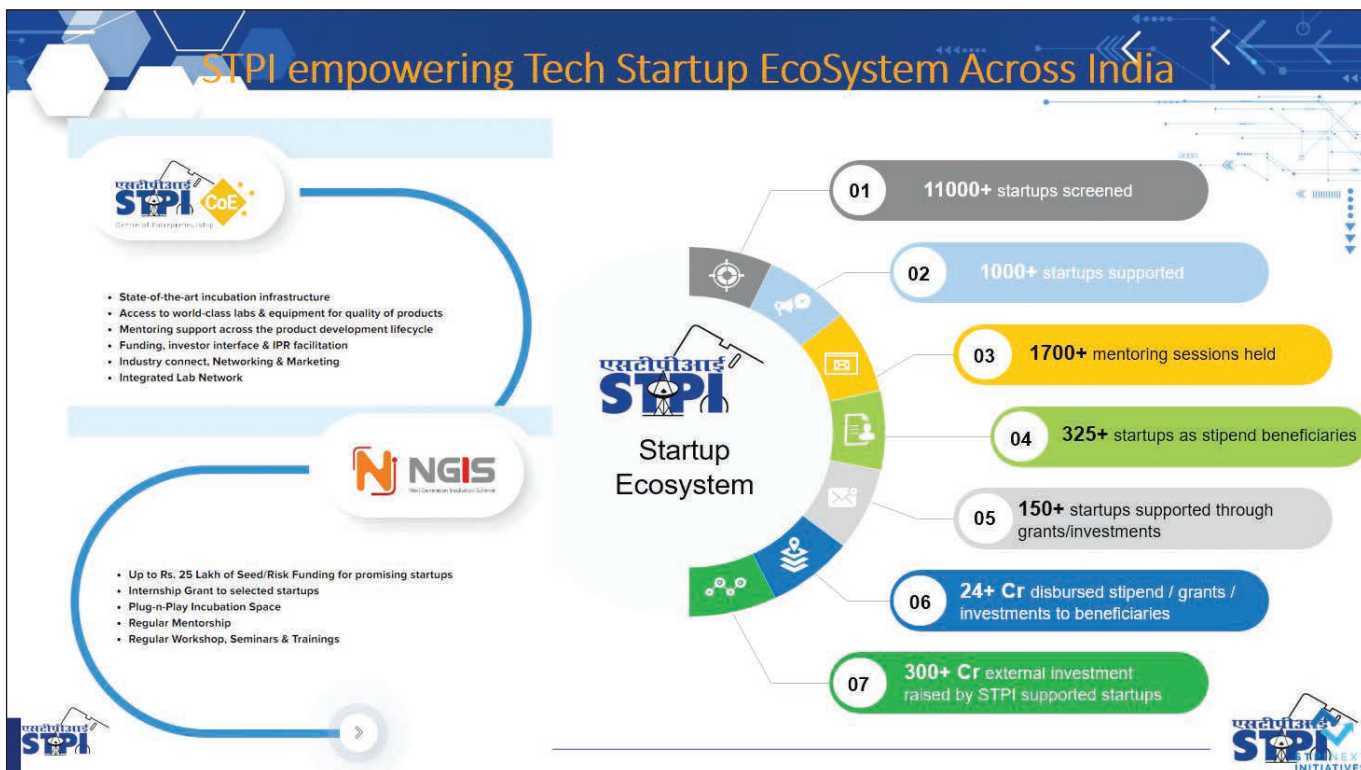 STPI empowering Tech Startup EcoSystem Across India
एसटीपीआई
STPI
CoE
Centre of Entrepreneurship
• State-of-the-art incubation infrastructure
• Access to world-class labs & equipment for quality of products
• Mentoring support across the product development lifecycle
• Funding, investor interface & IPR facilitation
• Industry connect, Networking & Marketing
• Integrated Lab Network
NGIS
Next Generation Incubation Scheme
• Up to Rs. 25 Lakh of Seed/Risk Funding for promising startups
• Internship Grant to selected startups
• Plug-n-Play Incubation Space
• Regular Mentorship
• Regular Workshop, Seminars & Trainings
एसटीपीआई
STPI
Startup
Ecosystem
01
11000+ startups screened
02
1000+ startups supported
03
1700+ mentoring sessions held
04
325+ startups as stipend beneficiaries
05
150+ startups supported through
grants/investments
06
24+ Cr disbursed stipend / grants /
investments to beneficiaries
07
300+ Cr external investment
raised by STPI supported startups
एसटीपीआई
STPI
एसटीपीआई
STPI
STPINEXT
INITIATIVES